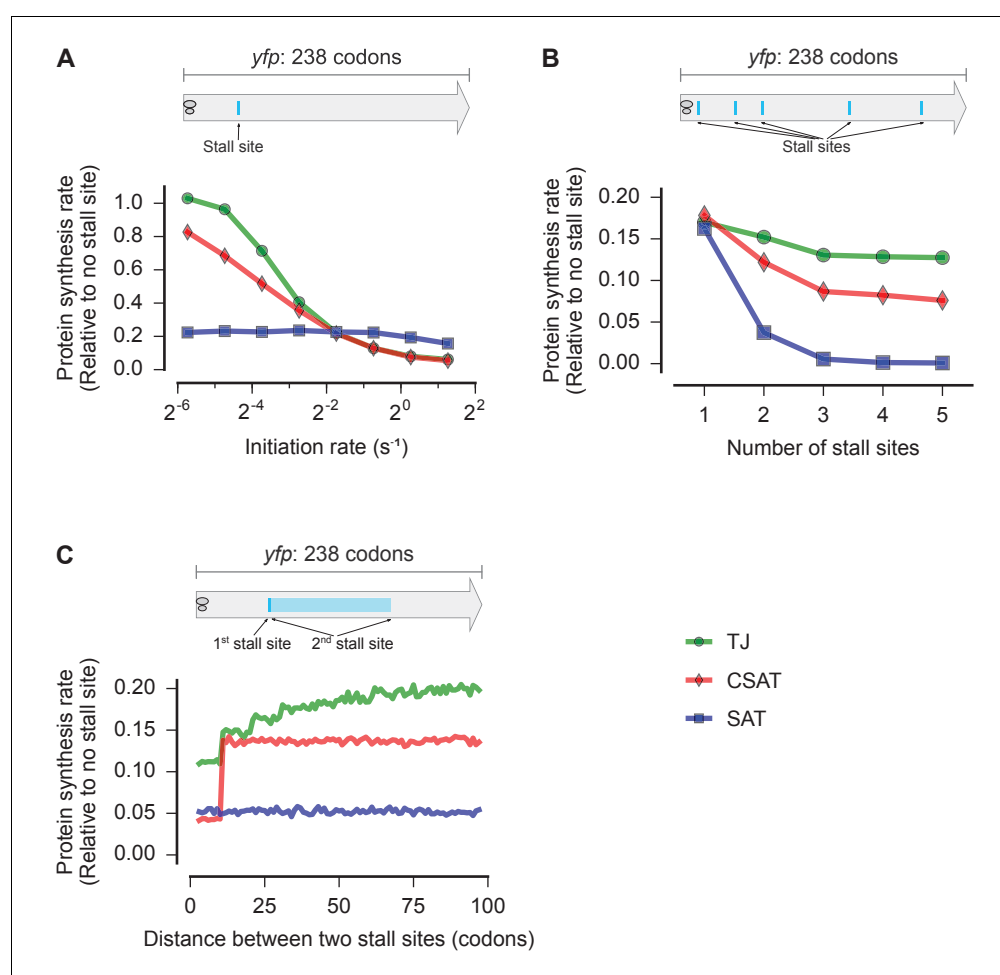 A
yfp: 238 codons
Stall site
Protein synthesis rate
(Relative to no stall site)
1.0
0.8
0.6
0.4
0.2
0.0
2⁻⁶
2⁻⁴
2⁻²
2⁰
2²
Initiation rate (s⁻¹)
B
yfp: 238 codons
Stall sites
Protein synthesis rate
(Relative to no stall site)
0.20
0.15
0.10
0.05
0.00
1
2
3
4
5
Number of stall sites
C
yfp: 238 codons
1ˢᵗ stall site
2ⁿᵈ stall site
Protein synthesis rate
(Relative to no stall site)
0.20
0.15
0.10
0.05
0.00
0
25
50
75
100
Distance between two stall sites (codons)
TJ
CSAT
SAT